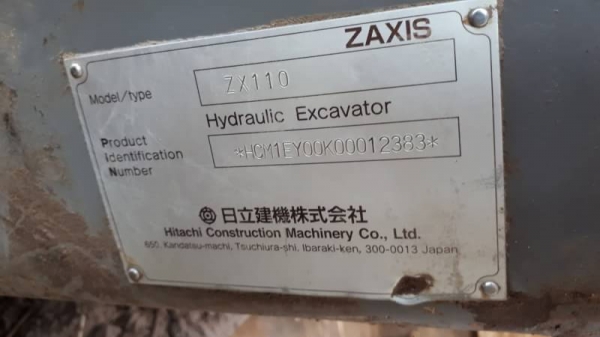 ZAXIS
Model/type ZX110
Hydraulic Excavator
Product
Identification
Number
*HCM1EY00K00012383*
日立建機株式会社
Hitachi Construction Machinery Co., Ltd.
650, Kandatsu-machi, Tsuchiura-shi, Ibaraki-ken, 300-0013 Japan